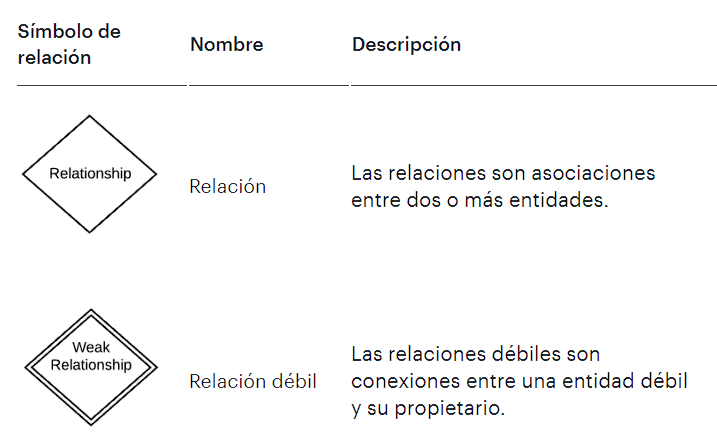 Símbolo de
relación
Nombre
Descripción
Relationship
Relación
Las relaciones son asociaciones
entre dos o más entidades.
Weak
Relationship
Relación débil
Las relaciones débiles son
conexiones entre una entidad débil
y su propietario.